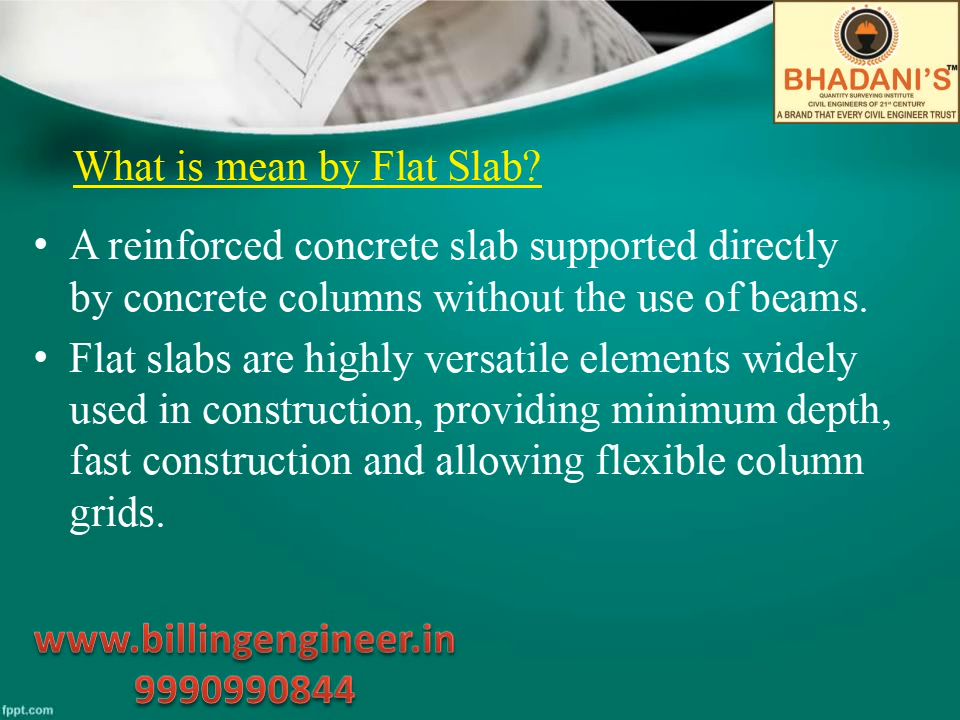 BHADANI'S™
QUANTITY SURVEYING INSTITUTE
CIVIL ENGINEERS OF 21st CENTURY
A BRAND THAT EVERY CIVIL ENGINEER TRUST
What is mean by Flat Slab?
• A reinforced concrete slab supported directly
by concrete columns without the use of beams.
• Flat slabs are highly versatile elements widely
used in construction, providing minimum depth,
fast construction and allowing flexible column
grids.
www.billingengineer.in
9990990844
fppt.com